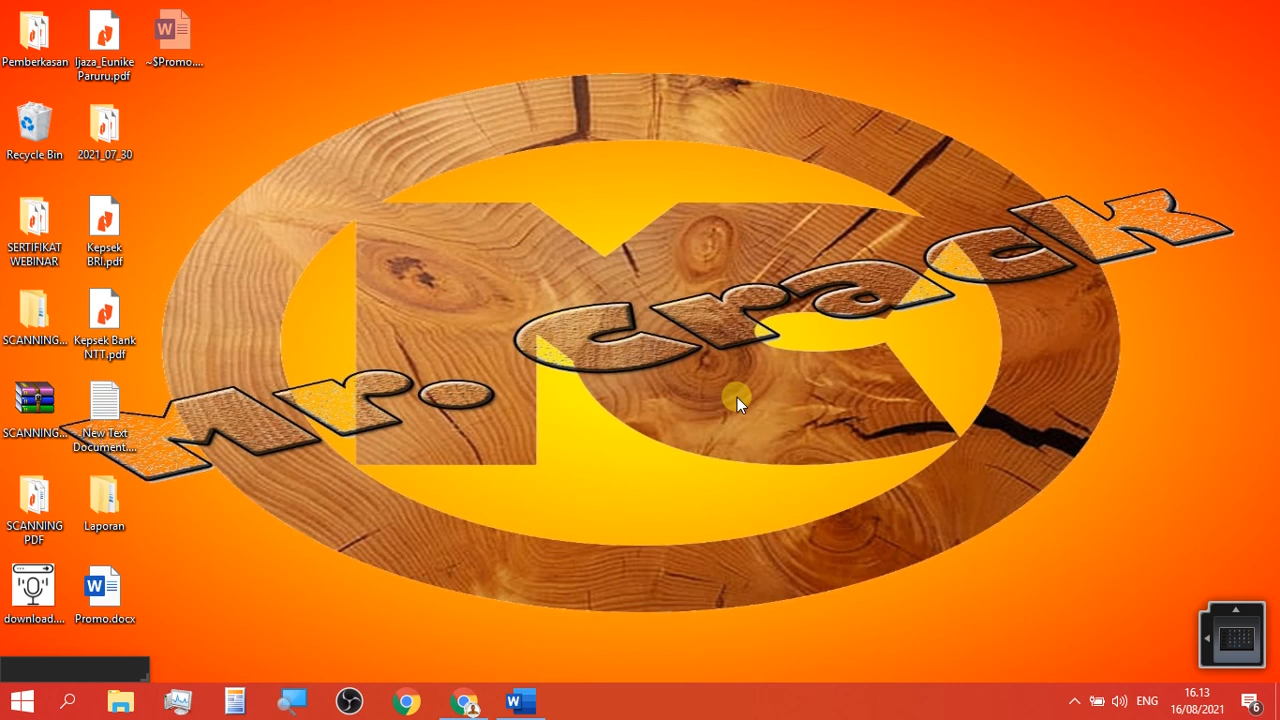 Pemberkasan
Ijaza_Eunike
Paruru.pdf
~$Promo....
Recycle Bin
2021_07_30
SERTIFIKAT
WEBINAR
Kepsek
BRI.pdf
SCANNING...
Kepsek Bank
NTT.pdf
SCANNING...
New Text
Document....
SCANNING
PDF
Laporan
download....
Promo.docx
Mr. Crack
ENG
16.13
16/08/2021
6